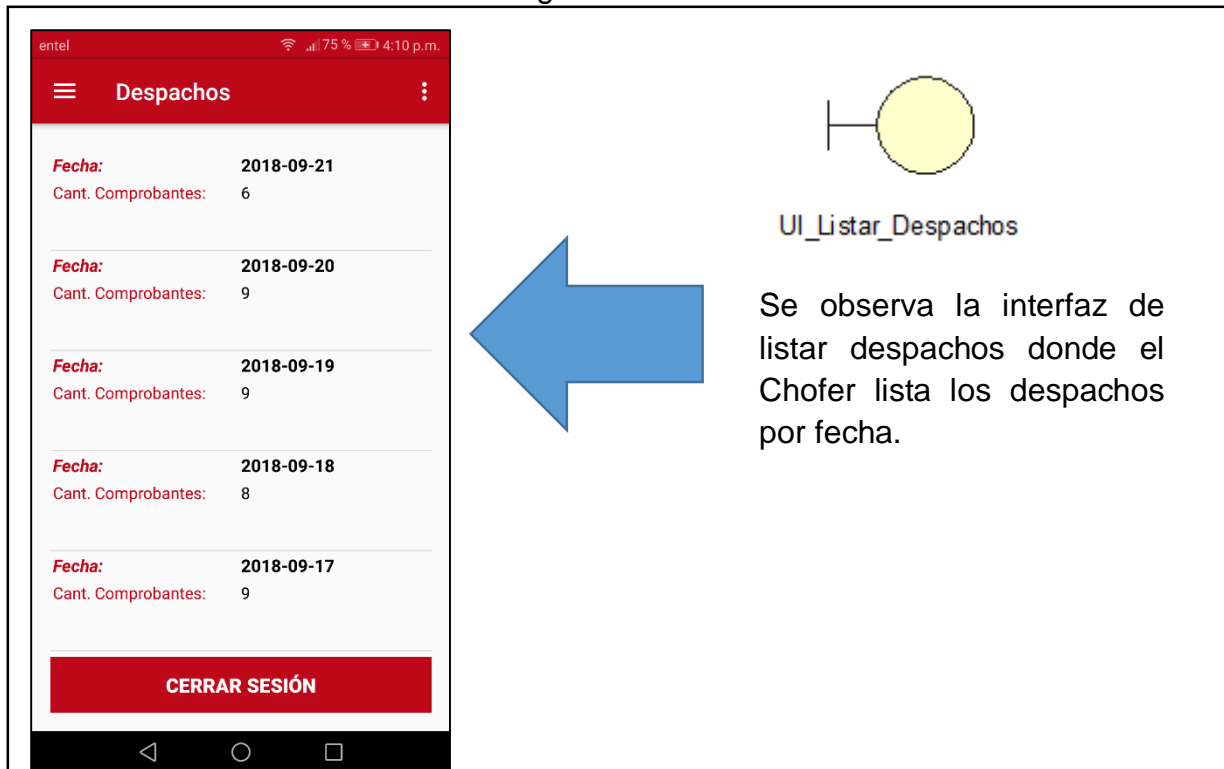 g
entel 75 % 4:10 p.m.
Despachos
Fecha: 2018-09-21
Cant. Comprobantes: 6
Fecha: 2018-09-20
Cant. Comprobantes: 9
Fecha: 2018-09-19
Cant. Comprobantes: 9
Fecha: 2018-09-18
Cant. Comprobantes: 8
Fecha: 2018-09-17
Cant. Comprobantes: 9
CERRAR SESIÓN
UI_Listar_Despachos
Se observa la interfaz de
listar despachos donde el
Chofer lista los despachos
por fecha.